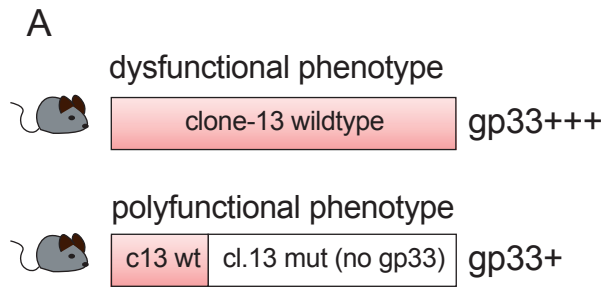 A
dysfunctional phenotype
clone-13 wildtype
gp33+++
polyfunctional phenotype
c13 wt
cl.13 mut (no gp33)
gp33+